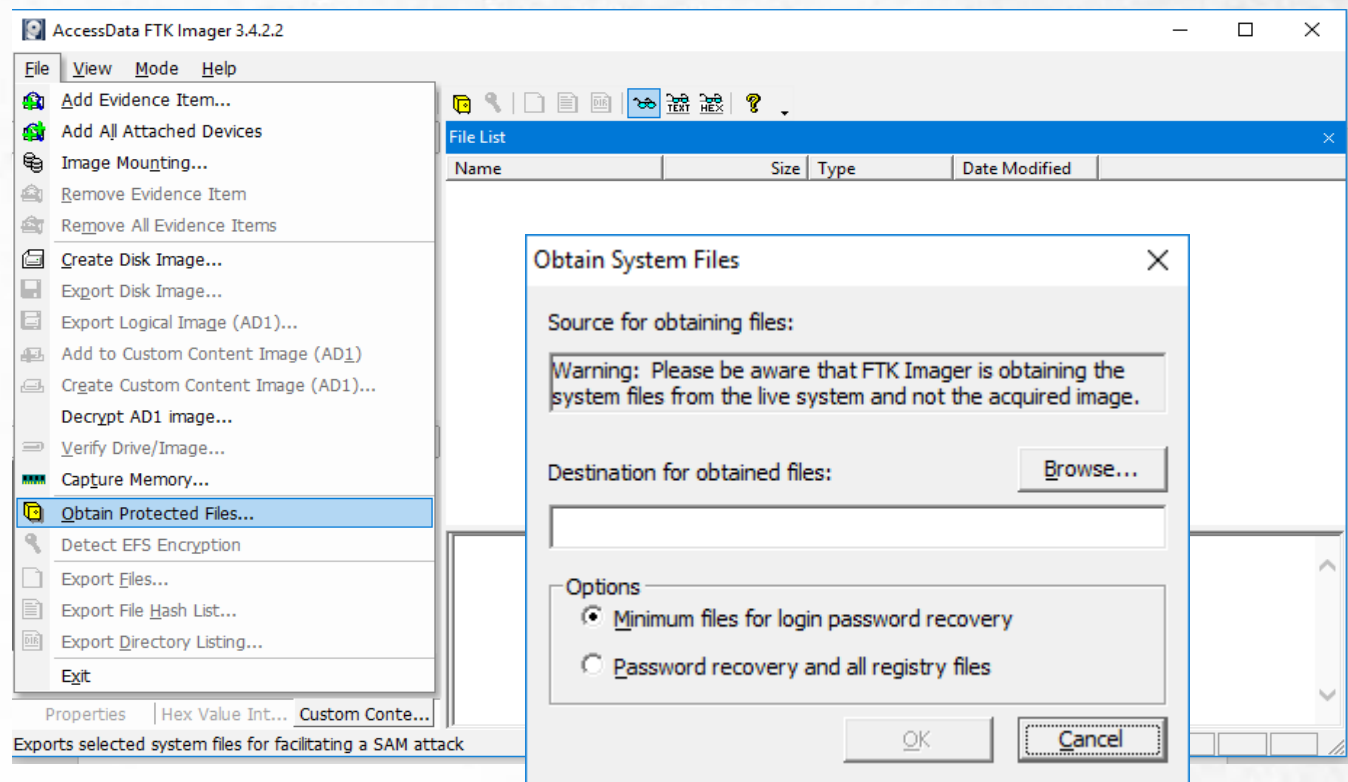 AccessData FTK Imager 3.4.2.2
File View Mode Help
Add Evidence Item...
Add All Attached Devices
Image Mounting...
Remove Evidence Item
Remove All Evidence Items
Create Disk Image...
Export Disk Image...
Export Logical Image (AD1)...
Add to Custom Content Image (AD1)
Create Custom Content Image (AD1)...
Decrypt AD1 image...
Verify Drive/Image...
Capture Memory...
Obtain Protected Files...
Detect EFS Encryption
Export Files...
Export File Hash List...
Export Directory Listing...
Exit
Properties Hex Value Int... Custom Conte...
Exports selected system files for facilitating a SAM attack
DIR TEXT HEX
File List
Name Size Type Date Modified
Obtain System Files
Source for obtaining files:
Warning: Please be aware that FTK Imager is obtaining the
system files from the live system and not the acquired image.
Destination for obtained files:
Browse...
Options
Minimum files for login password recovery
Password recovery and all registry files
OK Cancel